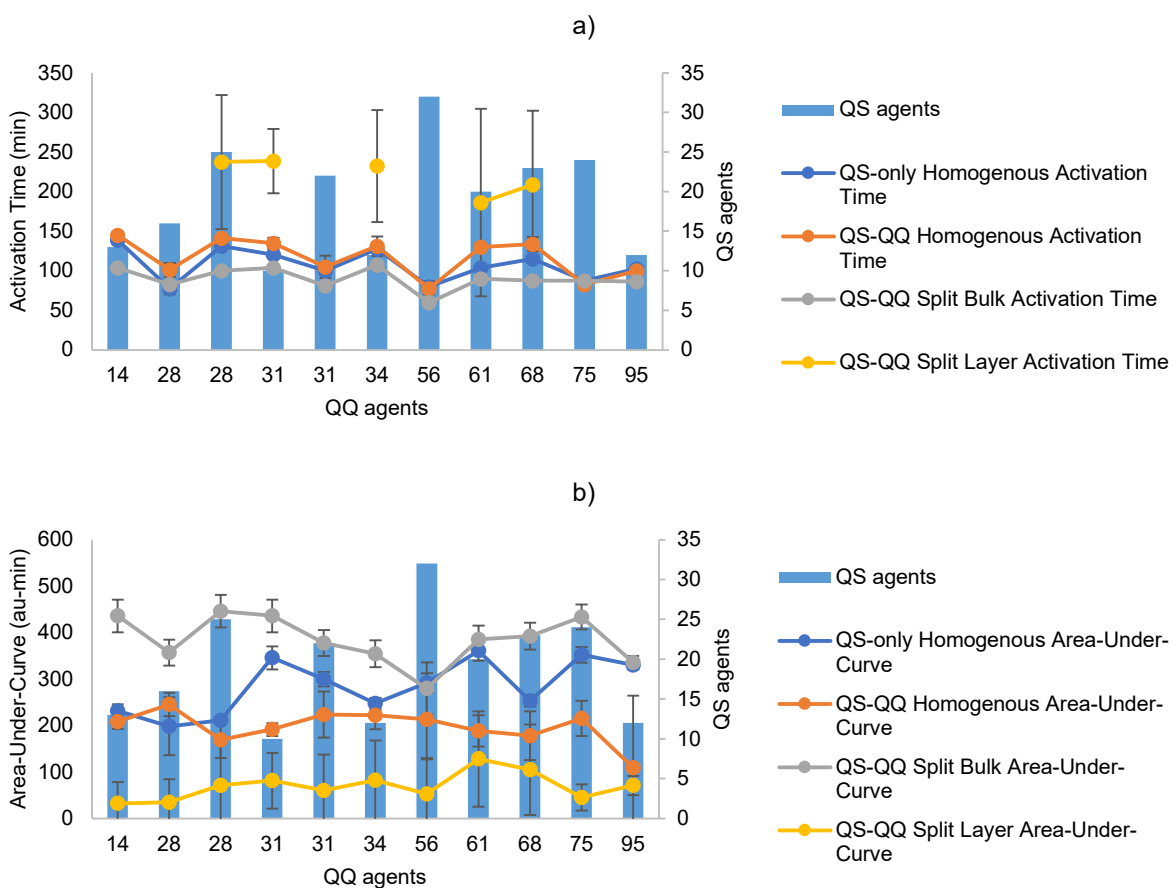 a)
350
300
250
200
150
100
50
0
Activation Time (min)
35
30
25
20
15
10
5
0
QS agents
14 28 28 31 31 34 56 61 68 75 95
QQ agents
QS agents
QS-only Homogenous Activation
Time
QS-QQ Homogenous Activation
Time
QS-QQ Split Bulk Activation Time
QS-QQ Split Layer Activation Time
b)
600
500
400
300
200
100
0
Area-Under-Curve (au-min)
35
30
25
20
15
10
5
0
QS agents
14 28 28 31 31 34 56 61 68 75 95
QQ agents
QS agents
QS-only Homogenous Area-Under-
Curve
QS-QQ Homogenous Area-Under-
Curve
QS-QQ Split Bulk Area-Under-
Curve
QS-QQ Split Layer Area-Under-
Curve